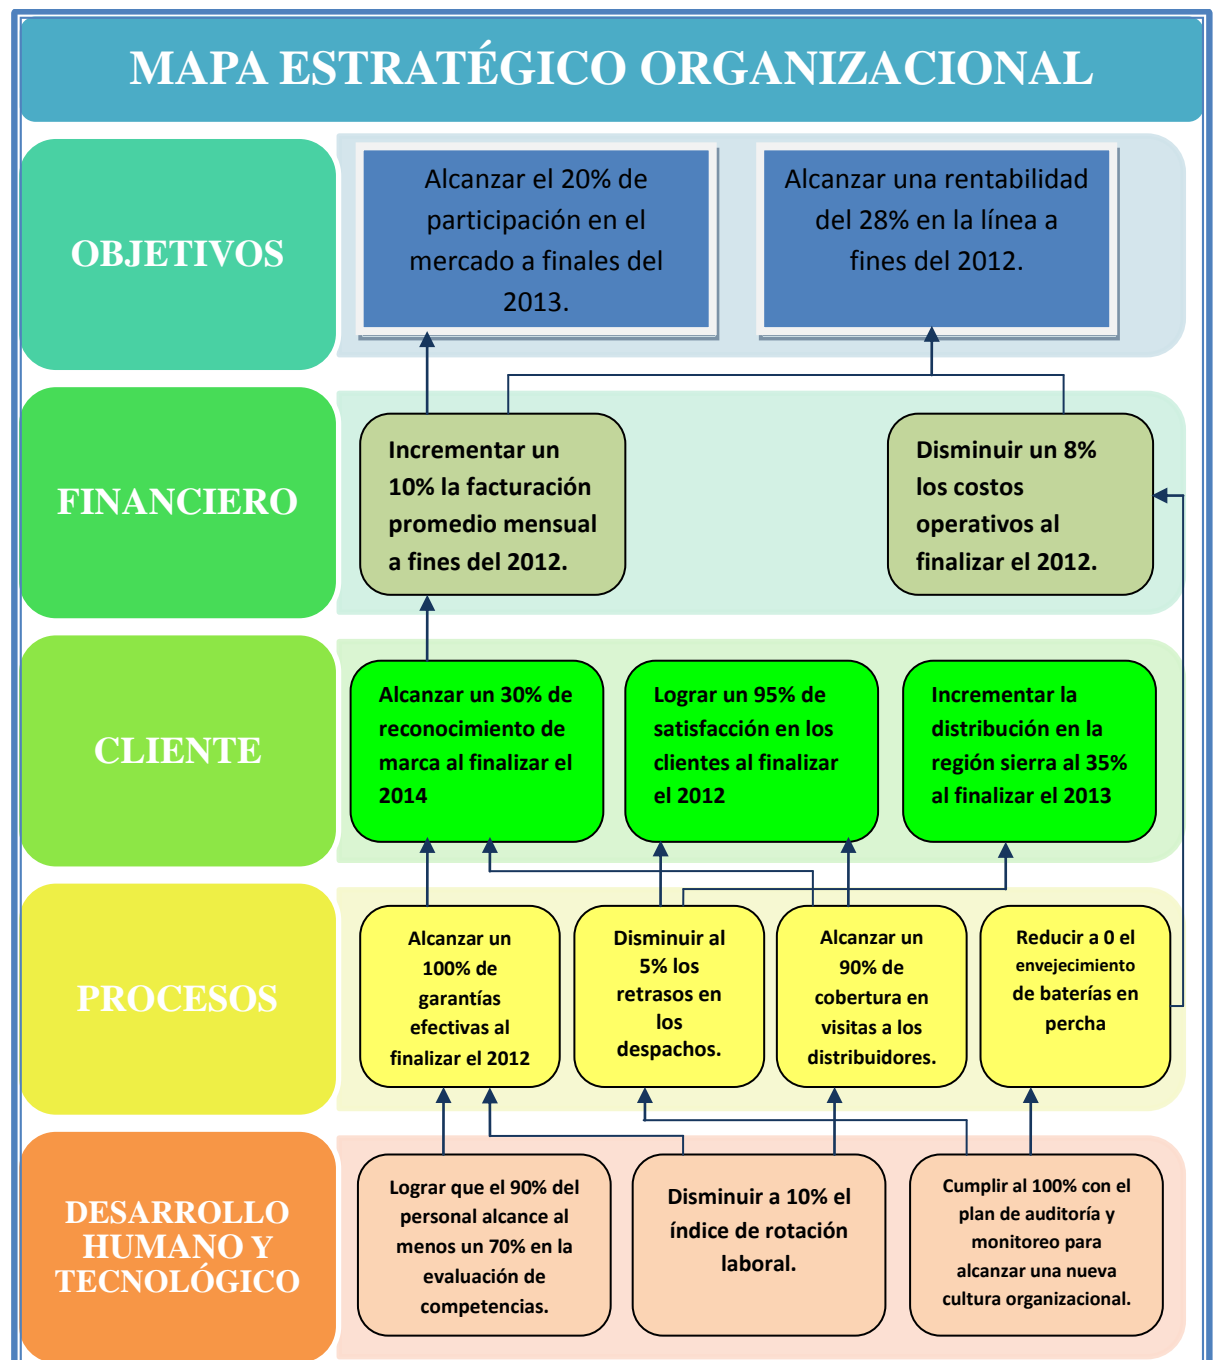 MAPA ESTRATÉGICO ORGANIZACIONAL
OBJETIVOS
Alcanzar el 20% de
participación en el
mercado a finales del
2013.
Alcanzar una rentabilidad
del 28% en la línea a
fines del 2012.
FINANCIERO
Incrementar un
10% la facturación
promedio mensual
a fines del 2012.
Disminuir un 8%
los costos
operativos al
finalizar el 2012.
CLIENTE
Alcanzar un 30% de
reconocimiento de
marca al finalizar el
2014
Lograr un 95% de
satisfacción en los
clientes al finalizar
el 2012
Incrementar la
distribución en la
región sierra al 35%
al finalizar el 2013
PROCESOS
Alcanzar un
100% de
garantías
efectivas al
finalizar el 2012
Disminuir al
5% los
retrasos en
los
despachos.
Alcanzar un
90% de
cobertura en
visitas a los
distribuidores.
Reducir a 0 el
envejecimiento
de baterías en
percha
DESARROLLO
HUMANO Y
TECNOLÓGICO
Lograr que el 90% del
personal alcance al
menos un 70% en la
evaluación de
competencias.
Disminuir a 10% el
índice de rotación
laboral.
Cumplir al 100% con el
plan de auditoría y
monitoreo para
alcanzar una nueva
cultura organizacional.